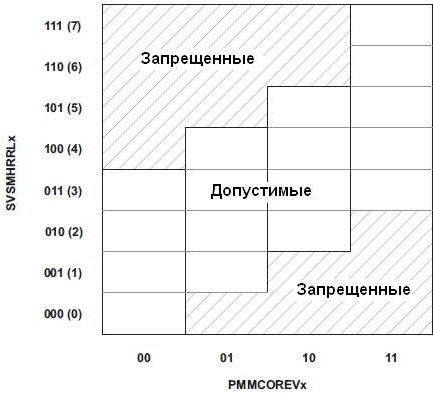 111 (7)
Запрещенные
110 (6)
101 (5)
100 (4)
SVSMHRRLx
011 (3)
Допустимые
010 (2)
001 (1)
Запрещенные
000 (0)
00 01 10 11
PMMCOREVx